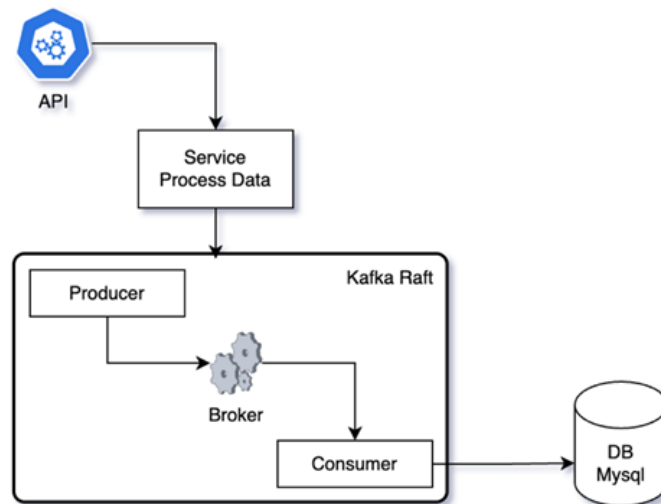 API
Service
Process Data
Kafka Raft
Producer
Broker
Consumer
DB
Mysql